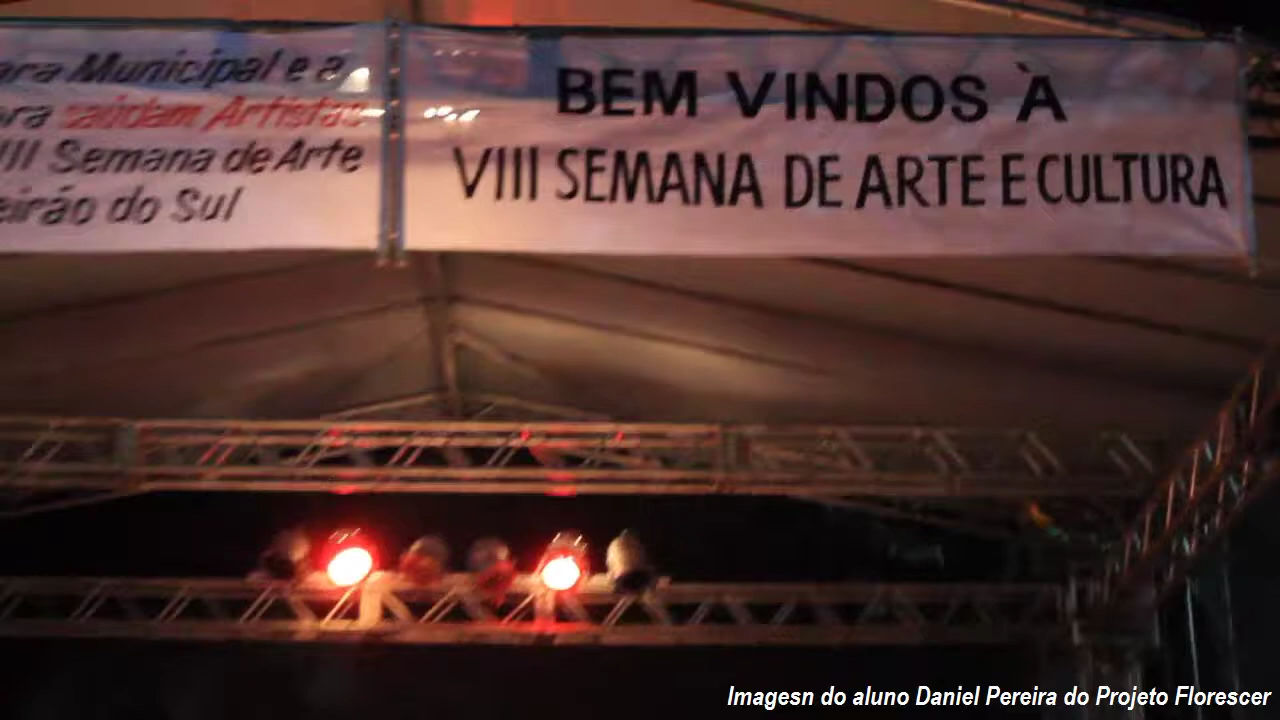 ara Municipal e a
ora saúdam Artistas
III Semana de Arte
eirão do Sul
BEM VINDOS À
VIII SEMANA DE ARTE E CULTURA
Imagesn do aluno Daniel Pereira do Projeto Florescer